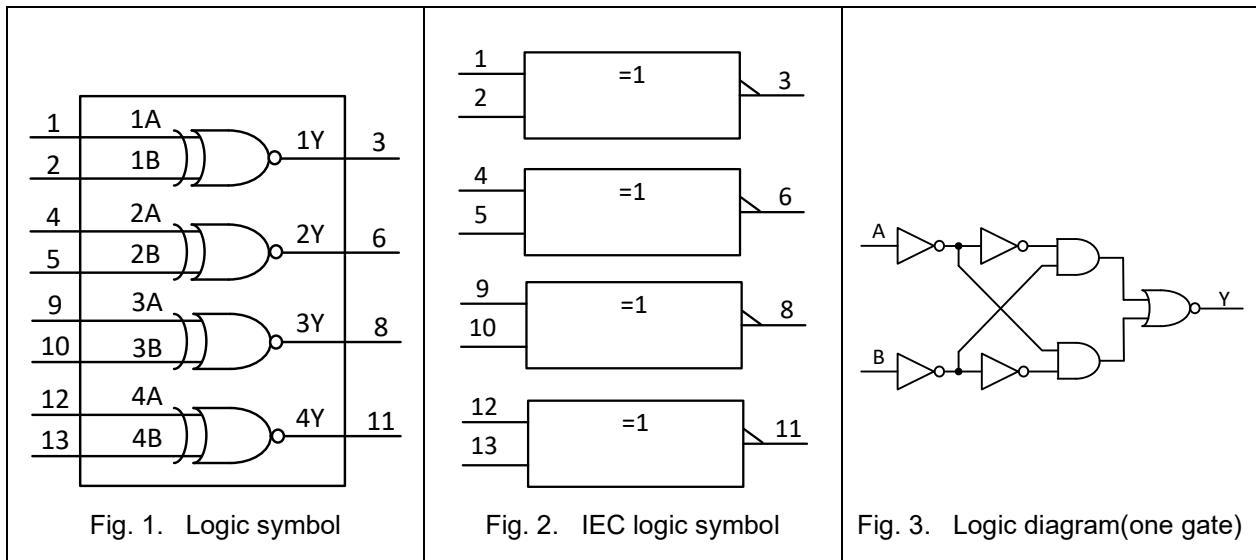 1 1A 1Y 3
2 1B
4 2A 2Y 6
5 2B
9 3A 3Y 8
10 3B
12 4A 4Y 11
13 4B
Fig. 1. Logic symbol
1 =1 3
2
4 =1 6
5
9 =1 8
10
12 =1 11
13
Fig. 2. IEC logic symbol
A
Y
B
Fig. 3. Logic diagram(one gate)